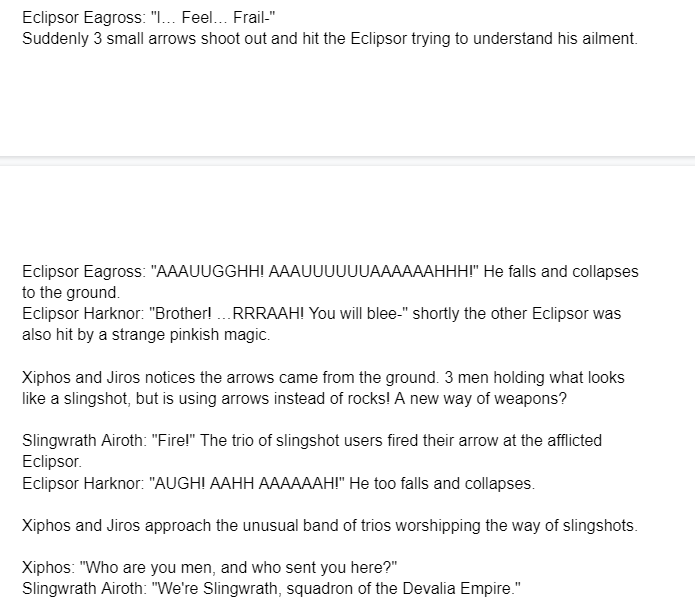 Eclipsor Eagross: "I... Feel... Frail-"
Suddenly 3 small arrows shoot out and hit the Eclipsor trying to understand his ailment.
Eclipsor Eagross: "AAAUUGGHH! AAAUUUUUUAAAAAAHHH!" He falls and collapses
to the ground.
Eclipsor Harknor: "Brother! ...RRRAAH! You will blee-" shortly the other Eclipsor was
also hit by a strange pinkish magic.
Xiphos and Jiros notices the arrows came from the ground. 3 men holding what looks
like a slingshot, but is using arrows instead of rocks! A new way of weapons?
Slingwrath Airoth: "Fire!" The trio of slingshot users fired their arrow at the afflicted
Eclipsor.
Eclipsor Harknor: "AUGH! AAHH AAAAAAH!" He too falls and collapses.
Xiphos and Jiros approach the unusual band of trios worshipping the way of slingshots.
Xiphos: "Who are you men, and who sent you here?"
Slingwrath Airoth: "We're Slingwrath, squadron of the Devalia Empire."